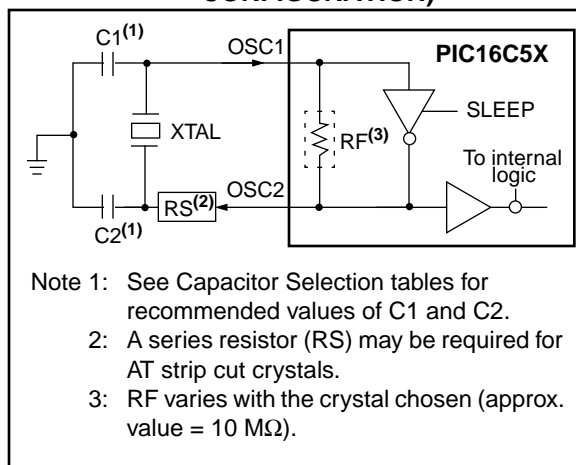 CONFIGURATION)
C1(1)
OSC1
PIC16C5X
SLEEP
XTAL
RF(3)
To internal
logic
OSC2
RS(2)
C2(1)
Note 1: See Capacitor Selection tables for
recommended values of C1 and C2.
2: A series resistor (RS) may be required for
AT strip cut crystals.
3: RF varies with the crystal chosen (approx.
value = 10 MΩ).